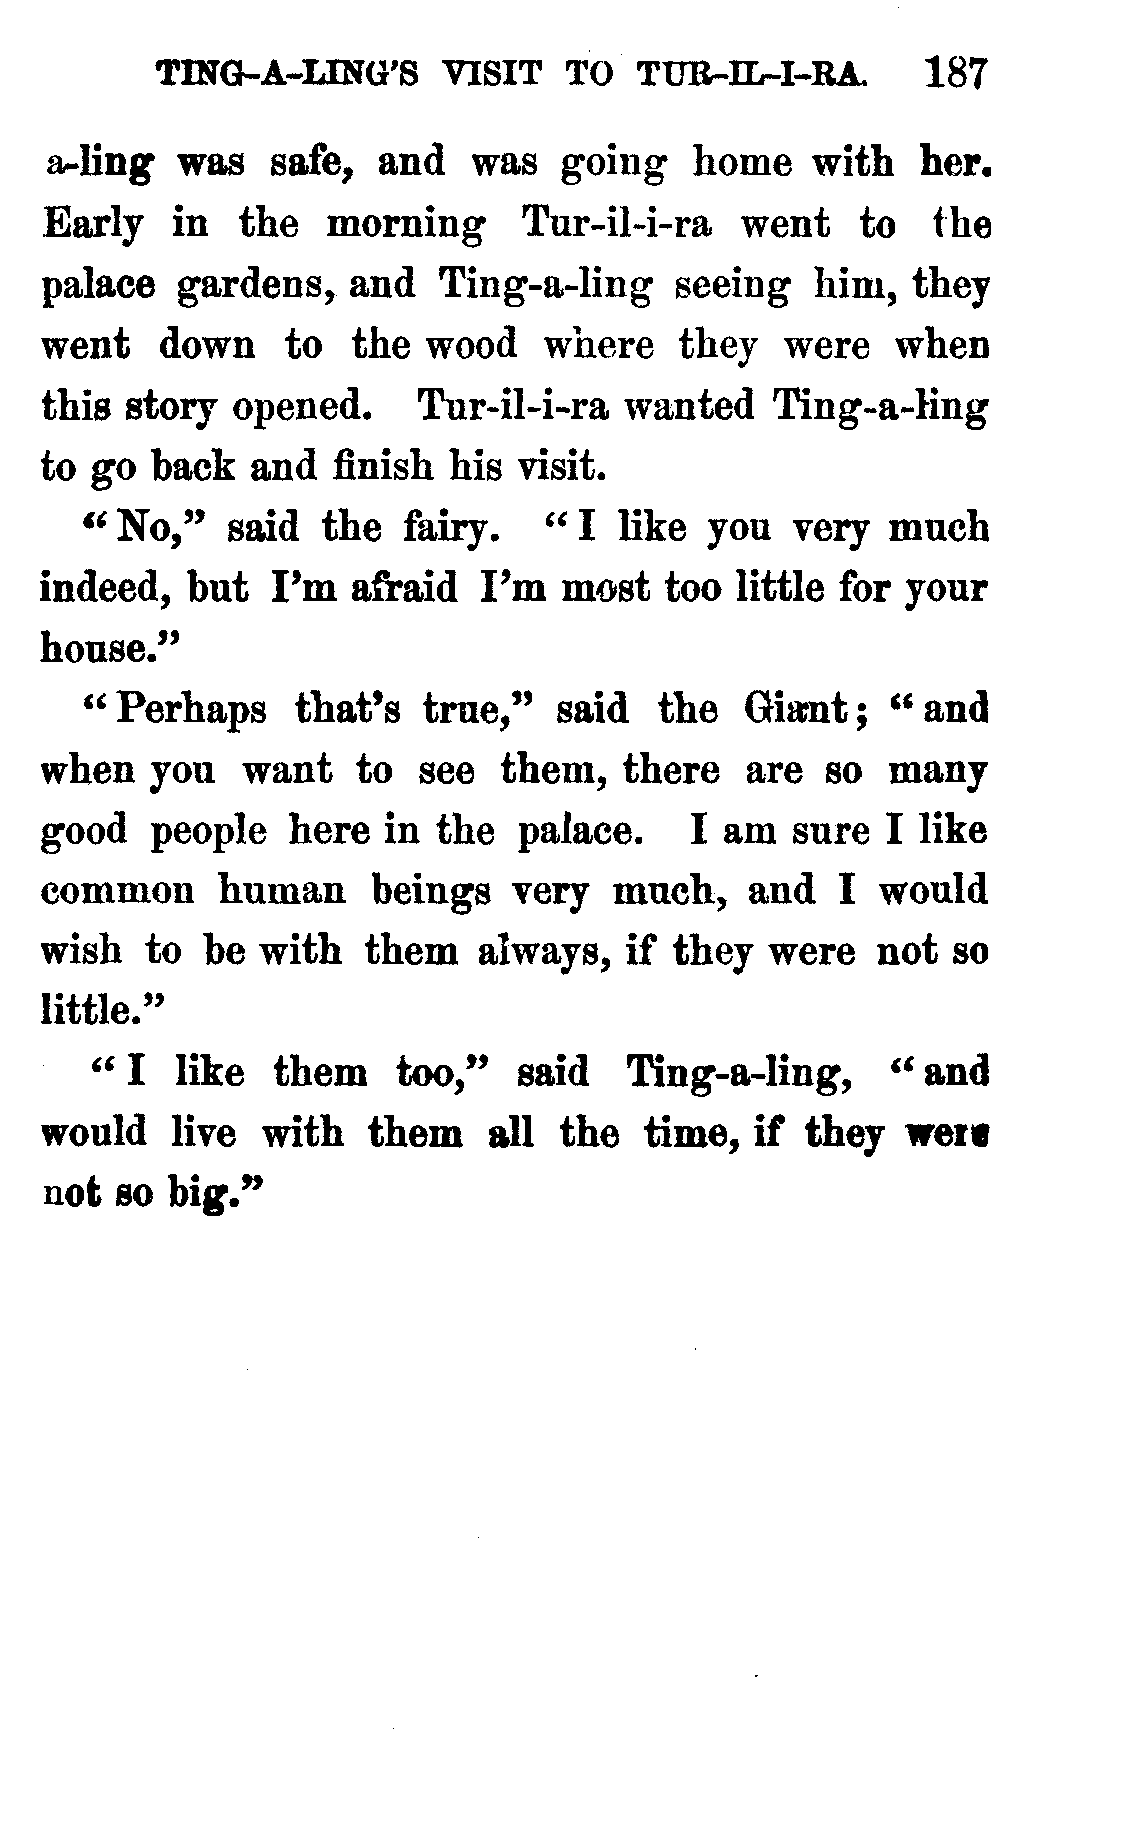 TING-A-LING'S VISIT TO TUR-IL-I-RA. 187
a-ling was safe, and was going home with her.
Early in the morning Tur-il-i-ra went to the
palace gardens, and Ting-a-ling seeing him, they
went down to the wood where they were when
this story opened. Tur-il-i-ra wanted Ting-a-ling
to go back and finish his visit.
“No,” said the fairy. “I like you very much
indeed, but I’m afraid I’m most too little for your
house.”
“Perhaps that’s true,” said the Giant; “and
when you want to see them, there are so many
good people here in the palace. I am sure I like
common human beings very much, and I would
wish to be with them always, if they were not so
little.”
“I like them too,” said Ting-a-ling, “and
would live with them all the time, if they were
not so big.”